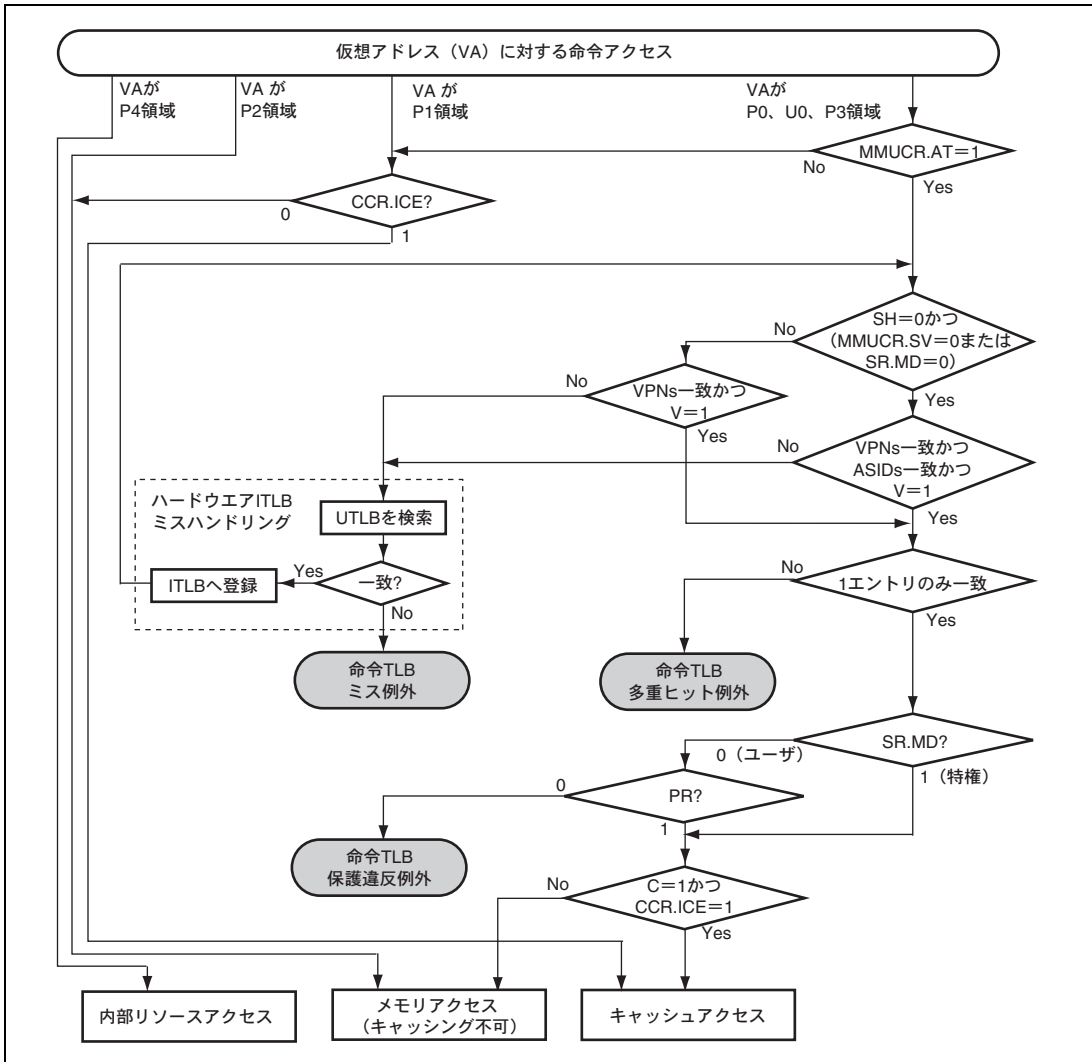 仮想アドレス（VA）に対する命令アクセス
VAが
P4領域
VA が
P2領域
VA が
P1領域
VAが
P0、U0、P3領域
MMUCR.AT＝1
No
Yes
CCR.ICE?
0
1
SH＝0かつ
（MMUCR.SV＝0または
SR.MD＝0）
No
Yes
VPNs一致かつ
V＝1
No
Yes
VPNs一致かつ
ASIDs一致かつ
V＝1
No
Yes
ハードウエアITLB
ミスハンドリング
UTLBを検索
一致?
Yes
No
ITLBへ登録
1エントリのみ一致
No
Yes
命令TLB
ミス例外
命令TLB
多重ヒット例外
SR.MD?
0（ユーザ）
1（特権）
PR?
0
1
命令TLB
保護違反例外
C＝1かつ
CCR.ICE＝1
No
Yes
内部リソースアクセス
メモリアクセス
（キャッシング不可）
キャッシュアクセス